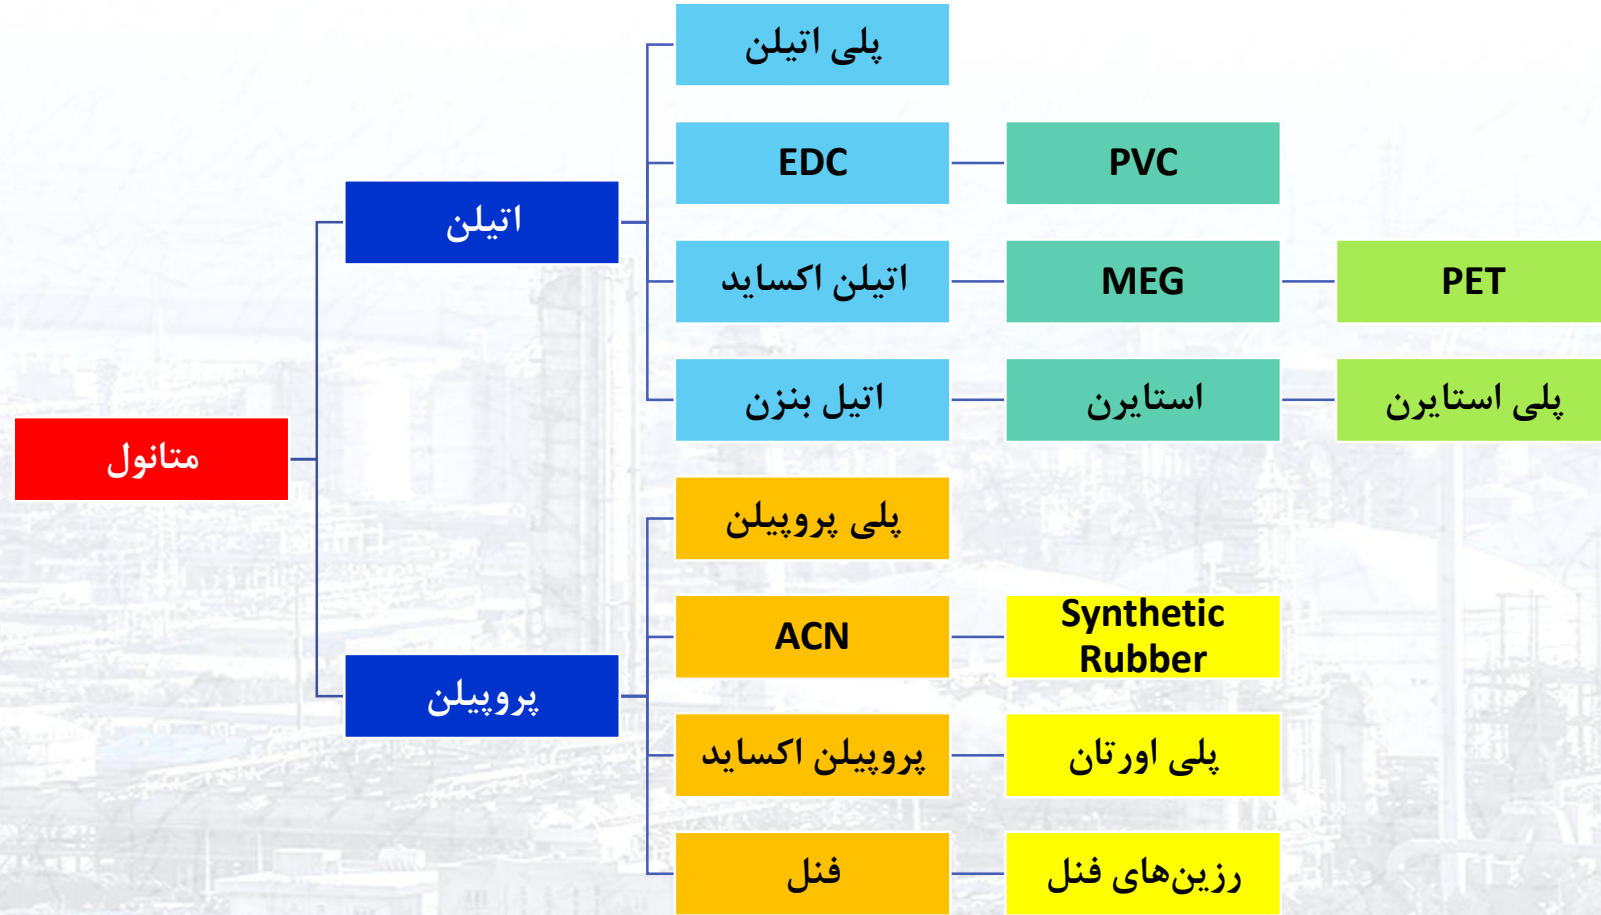 پلی اتیلن
EDC
PVC
اتیلن
اتیلن اکساید
MEG
PET
اتیل بنزن
استایرن
پلی استایرن
متانول
پلی پروپیلن
ACN
Synthetic
Rubber
پروپیلن
پروپیلن اکساید
پلی اورتان
فنل
رزین‌های فنل